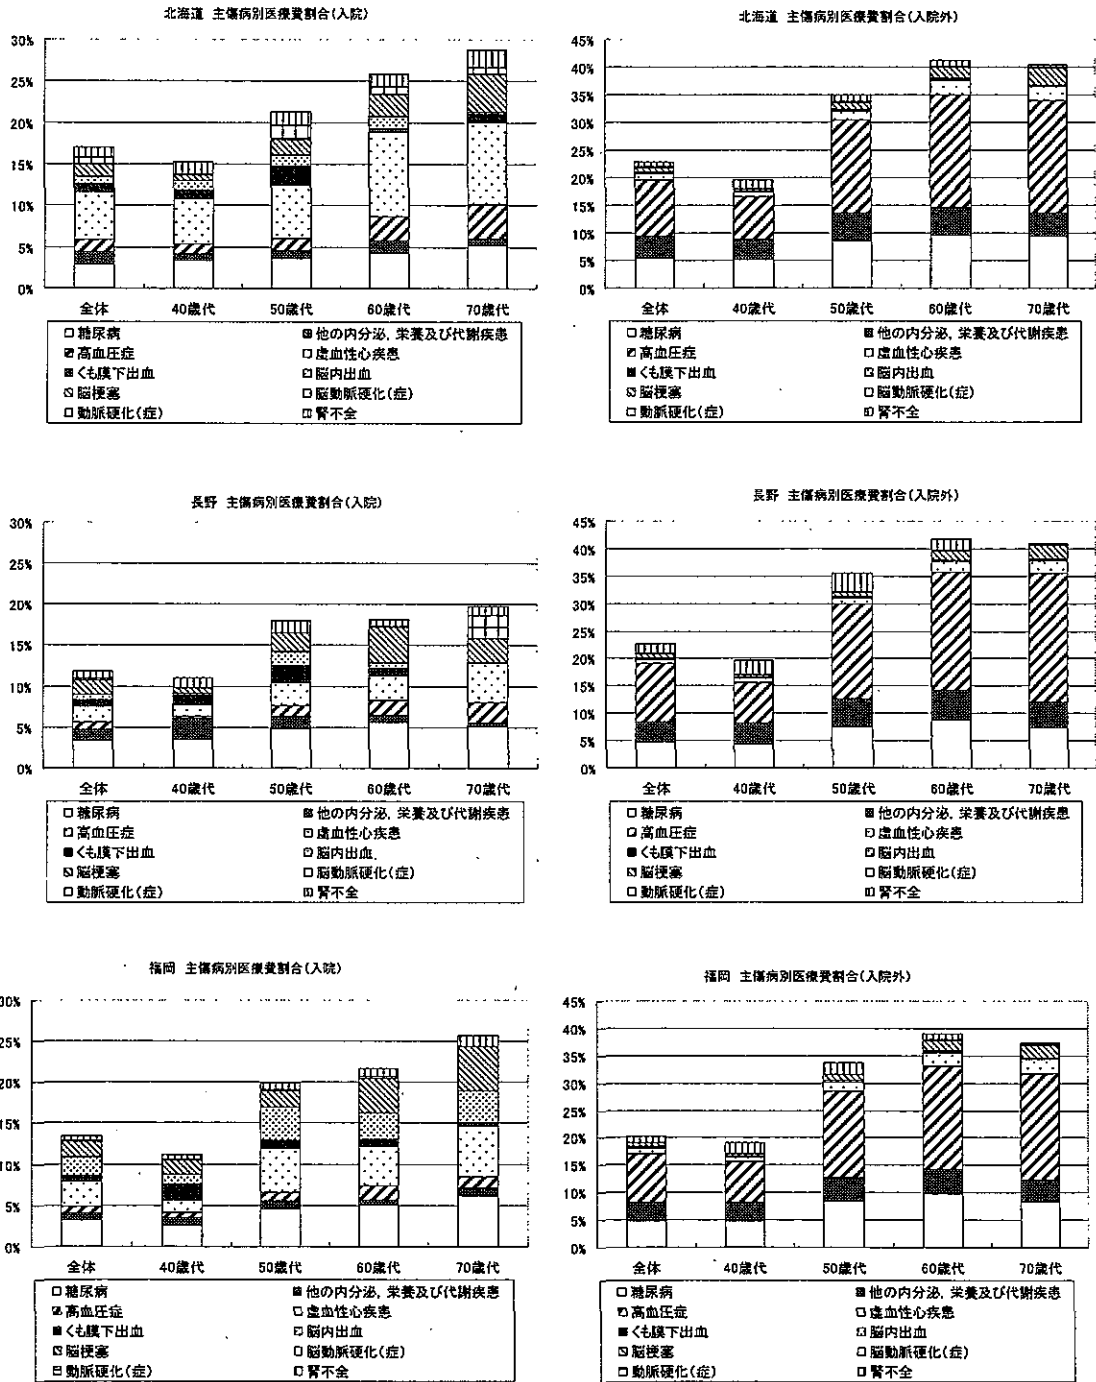 北海道 主傷病別医療費割合(入院)
30%
25%
20%
15%
10%
5%
0%
全体 40歳代 50歳代 60歳代 70歳代
糖尿病 他の内分泌, 栄養及び代謝疾患
高血圧症 虚血性心疾患
くも膜下出血 脳内出血
脳梗塞 脳動脈硬化(症)
動脈硬化(症) 腎不全
北海道 主傷病別医療費割合(入院外)
45%
40%
35%
30%
25%
20%
15%
10%
5%
0%
全体 40歳代 50歳代 60歳代 70歳代
糖尿病 他の内分泌, 栄養及び代謝疾患
高血圧症 虚血性心疾患
くも膜下出血 脳内出血
脳梗塞 脳動脈硬化(症)
動脈硬化(症) 腎不全
長野 主傷病別医療費割合(入院)
30%
25%
20%
15%
10%
5%
0%
全体 40歳代 50歳代 60歳代 70歳代
糖尿病 他の内分泌, 栄養及び代謝疾患
高血圧症 虚血性心疾患
くも膜下出血 脳内出血
脳梗塞 脳動脈硬化(症)
動脈硬化(症) 腎不全
長野 主傷病別医療費割合(入院外)
45%
40%
35%
30%
25%
20%
15%
10%
5%
0%
全体 40歳代 50歳代 60歳代 70歳代
糖尿病 他の内分泌, 栄養及び代謝疾患
高血圧症 虚血性心疾患
くも膜下出血 脳内出血
脳梗塞 脳動脈硬化(症)
動脈硬化(症) 腎不全
福岡 主傷病別医療費割合(入院)
30%
25%
20%
15%
10%
5%
0%
全体 40歳代 50歳代 60歳代 70歳代
糖尿病 他の内分泌, 栄養及び代謝疾患
高血圧症 虚血性心疾患
くも膜下出血 脳内出血
脳梗塞 脳動脈硬化(症)
動脈硬化(症) 腎不全
福岡 主傷病別医療費割合(入院外)
45%
40%
35%
30%
25%
20%
15%
10%
5%
0%
全体 40歳代 50歳代 60歳代 70歳代
糖尿病 他の内分泌, 栄養及び代謝疾患
高血圧症 虚血性心疾患
くも膜下出血 脳内出血
脳梗塞 脳動脈硬化(症)
動脈硬化(症) 腎不全